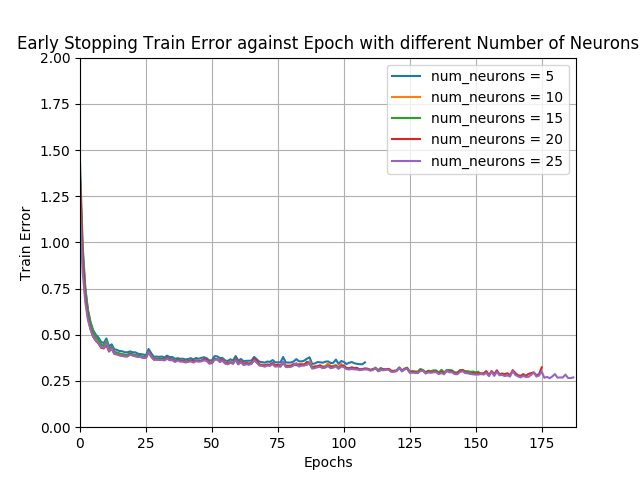 Early Stopping Train Error against Epoch with different Number of Neurons
2.00
1.75
1.50
1.25
1.00
0.75
0.50
0.25
0.00
Train Error
num_neurons = 5
num_neurons = 10
num_neurons = 15
num_neurons = 20
num_neurons = 25
0 25 50 75 100 125 150 175
Epochs